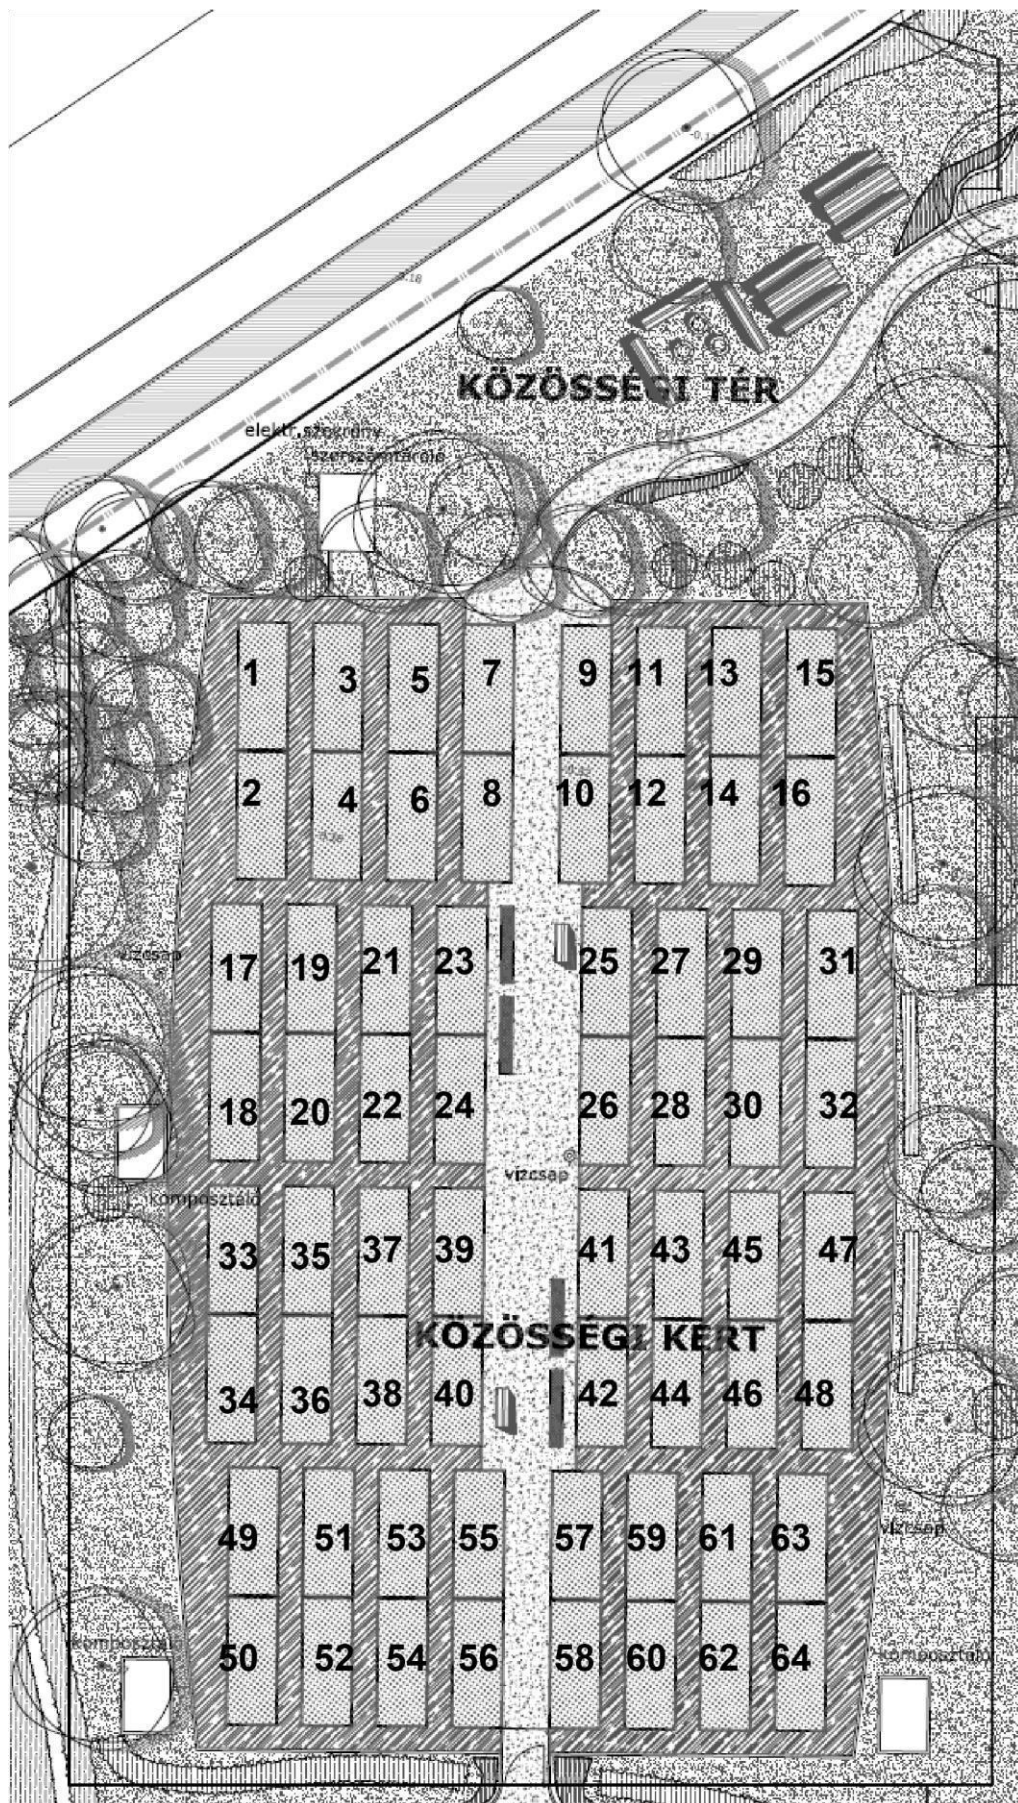 -0.1
-0.18
KÖZÖSSÉGI TÉR
elektr.szekrény
szerszámtároló
1 3 5 7 9 11 13 15
2 4 6 8 10 12 14 16
vízcsap
17 19 21 23 25 27 29 31
18 20 22 24 26 28 30 32
vízcsap
komposztáló
33 35 37 39 41 43 45 47
KÖZÖSSÉGI KERT
34 36 38 40 42 44 46 48
vízcsap
49 51 53 55 57 59 61 63
komposztáló
50 52 54 56 58 60 62 64
komposztáló